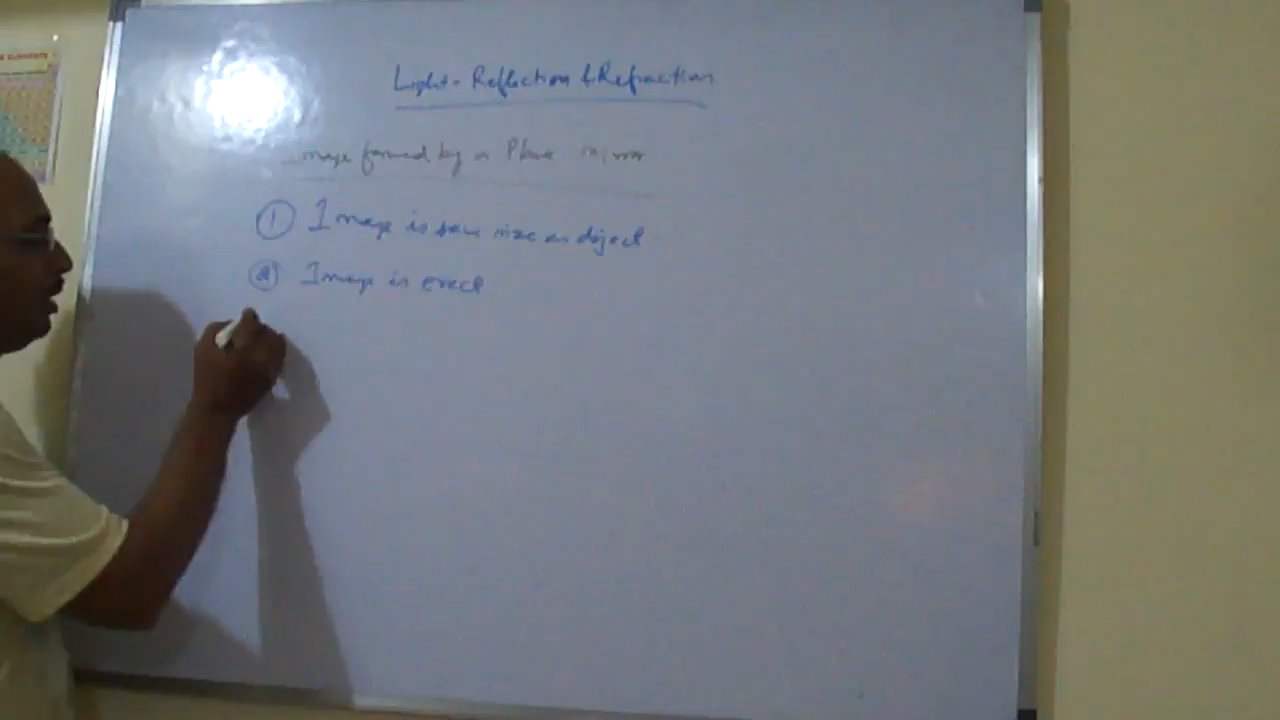 Light - Reflection & Refraction
Image formed by a Plane mirror
① Image is same size as object
② Image is erect
ELEMENTS